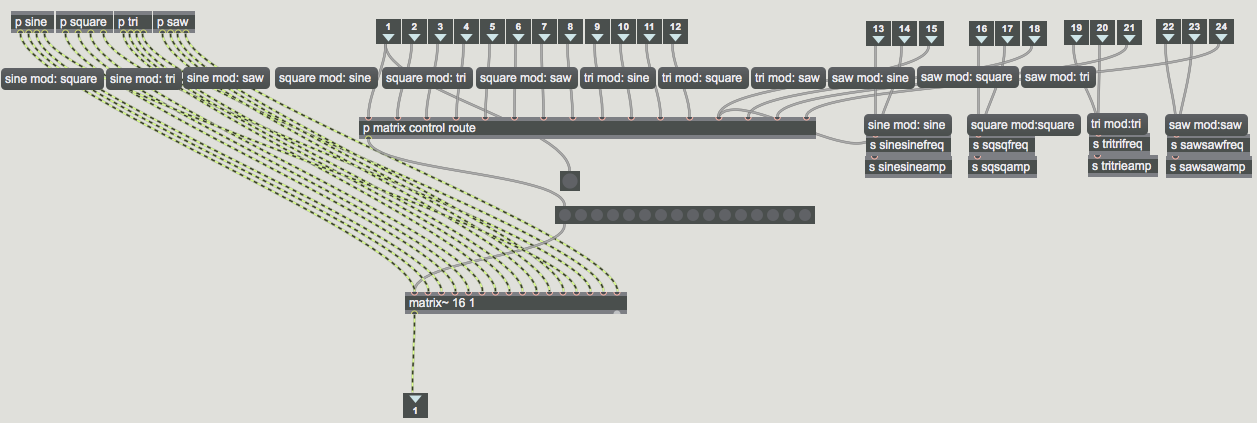 p sine p square p tri p saw
1 2 3 4 5 6 7 8 9 10 11 12
13 14 15
16 17 18
19 20 21
22 23 24
sine mod: square sine mod: tri sine mod: saw square mod: sine square mod: tri square mod: saw tri mod: sine tri mod: square tri mod: saw saw mod: sine saw mod: square saw mod: tri
p matrix control route
sine mod: sine square mod:square tri mod:tri saw mod:saw
s sinesinefreq s sqsqfreq s tritrifreq s sawsawfreq
s sinesineamp s sqsqamp s tritrieamp s sawsawamp
matrix~ 16 1
1